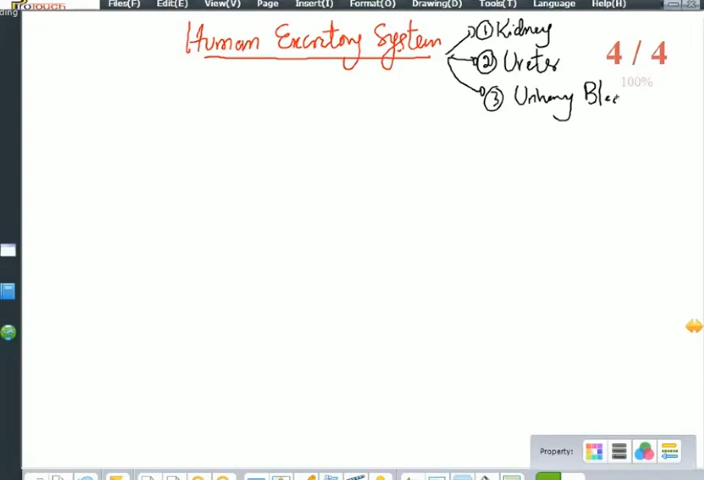 Files(F) Edit(E) View(V) Page Insert(I) Format(O) Drawing(D) Tools(T) Language Help(H)
Human Excretory System
① Kidney
② Ureter
③ Urinary
4 / 4
100%
Property: